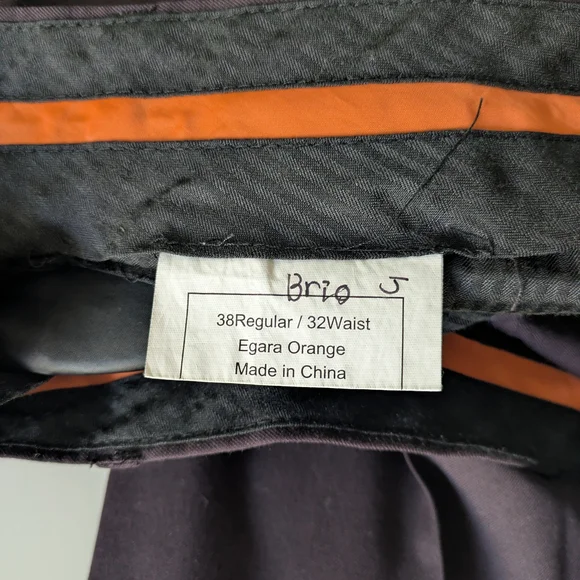 Brio J
38Regular / 32Waist
Egara Orange
Made in China